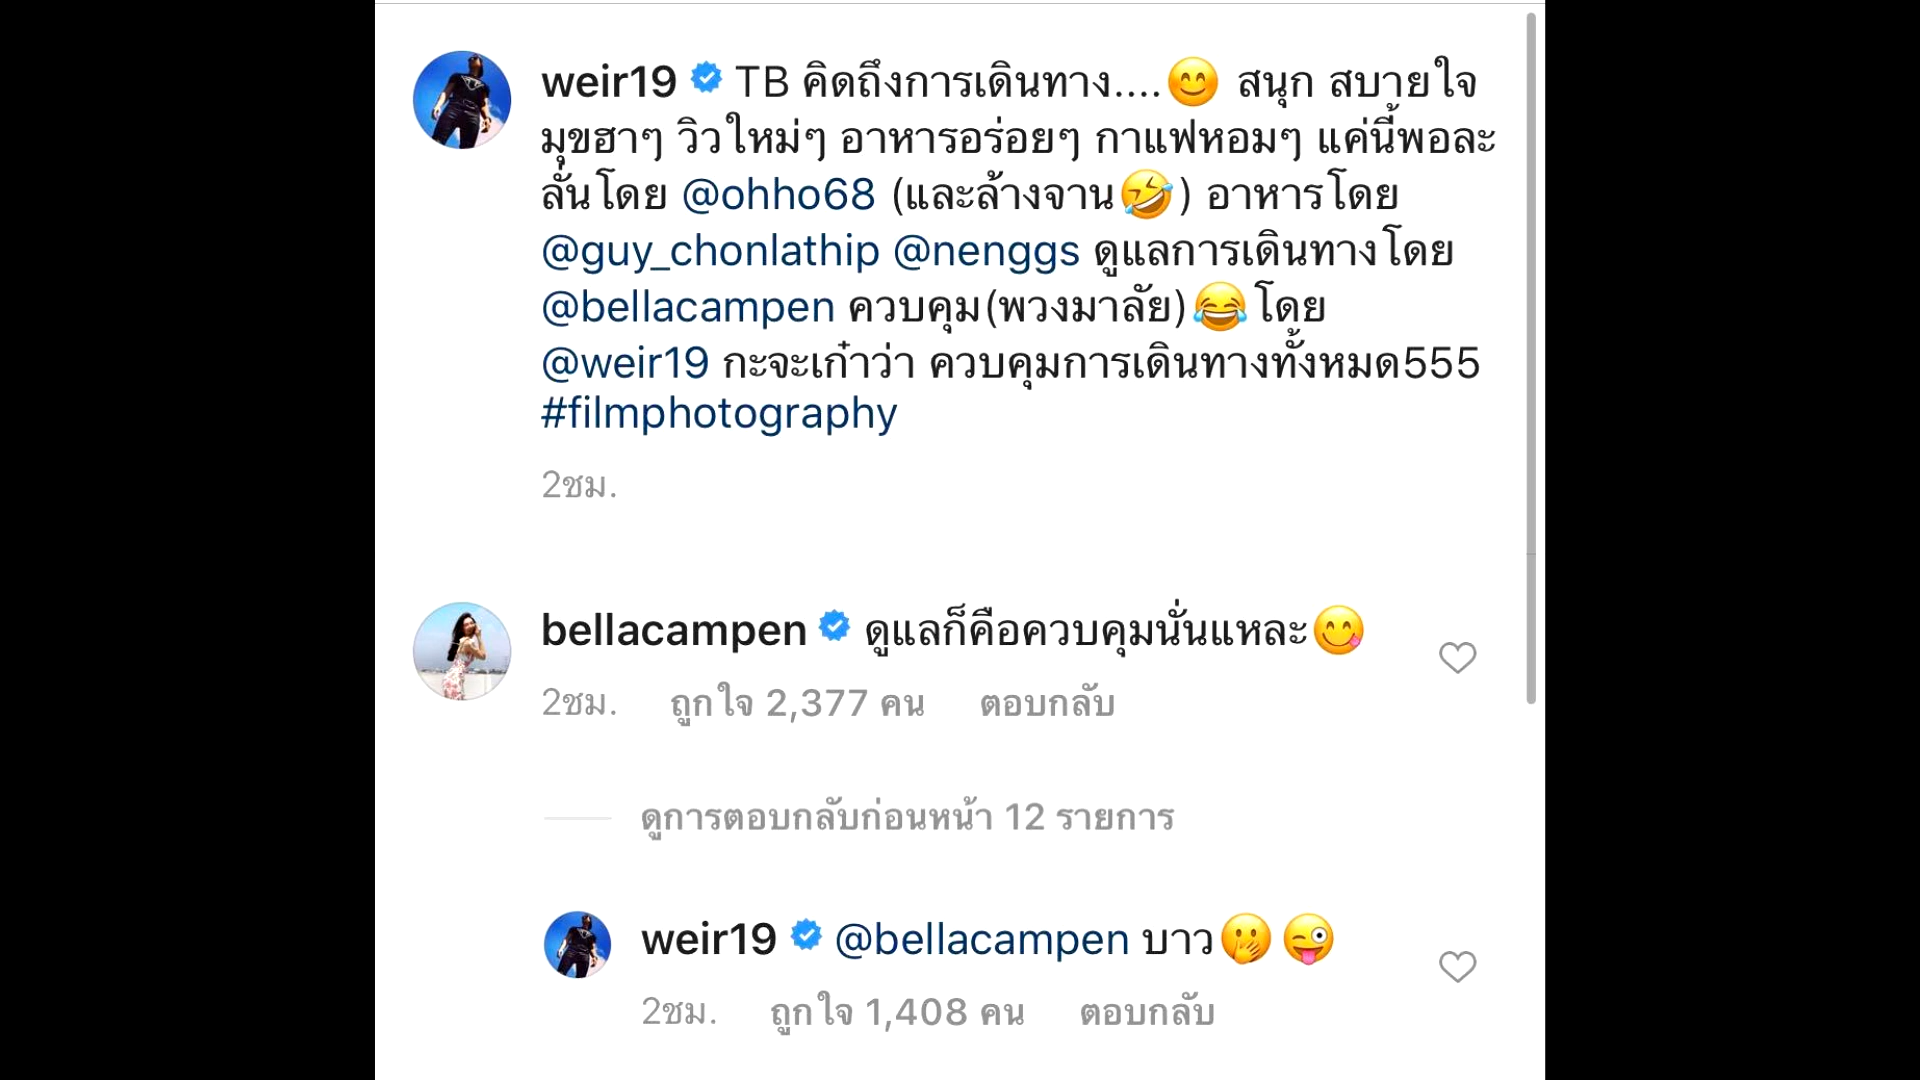 weir19 TB คิดถึงการเดินทาง....😊 สนุก สบายใจ
มุขฮาๆ วิวใหม่ๆ อาหารอร่อยๆ กาแฟหอมๆ แค่นี้พอละ
ลั่นโดย @ohho68 (และล้างจาน🤣) อาหารโดย
@guy_chonlathip @nenggs ดูแลการเดินทางโดย
@bellacampen ควบคุม(พวงมาลัย)😂โดย
@weir19 กะจะเก๋าว่า ควบคุมการเดินทางทั้งหมด555
#filmphotography
2ชม.
bellacampen ดูแลก็คือควบคุมนั่นแหละ😋
2ชม. ถูกใจ 2,377 คน ตอบกลับ
ดูการตอบกลับก่อนหน้า 12 รายการ
weir19 @bellacampen บาว🤭😜
2ชม. ถูกใจ 1,408 คน ตอบกลับ